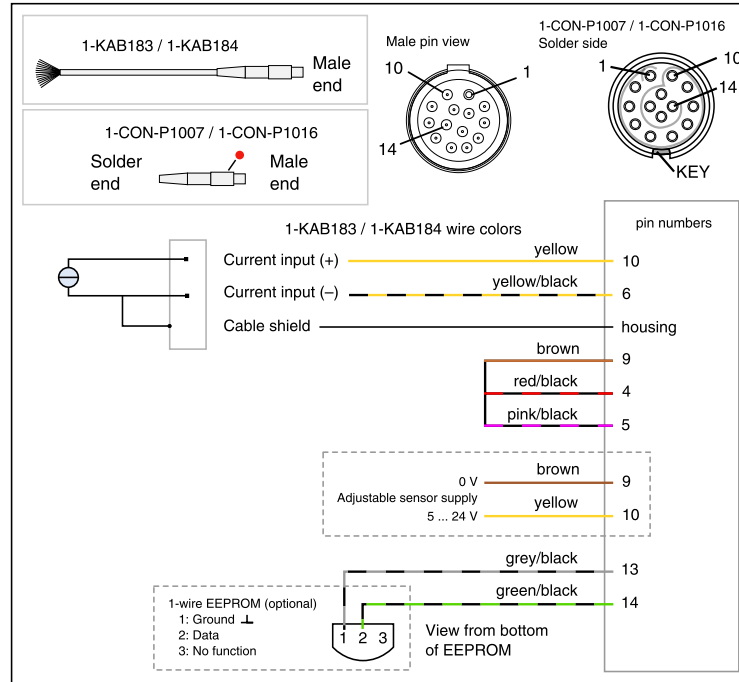 1-KAB183 / 1-KAB184
Male
end
1-CON-P1007 / 1-CON-P1016
Solder
end
Male
end
Male pin view
10
1
14
1-CON-P1007 / 1-CON-P1016
Solder side
1
10
14
KEY
1-KAB183 / 1-KAB184 wire colors
pin numbers
Current input (+)
yellow
10
Current input (–)
yellow/black
6
Cable shield
housing
brown
9
red/black
4
pink/black
5
0 V
brown
9
Adjustable sensor supply
5 ... 24 V
yellow
10
grey/black
13
green/black
14
1-wire EEPROM (optional)
1: Ground
2: Data
3: No function
1 2 3
View from bottom
of EEPROM